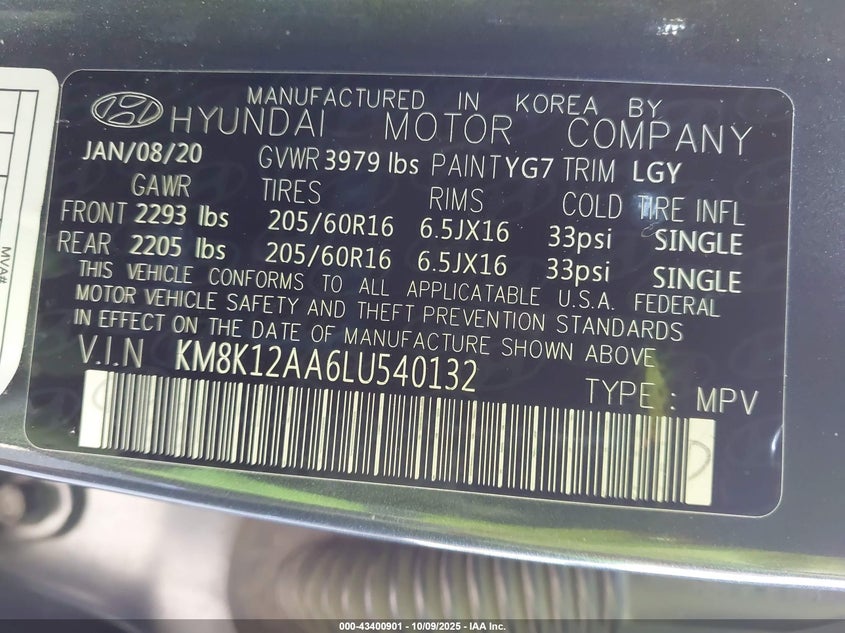 MANUFACTURED IN KOREA BY
HYUNDAI MOTOR COMPANY
JAN/08/20 GVWR 3979 lbs PAINT YG7 TRIM LGY
GAWR TIRES RIMS COLD TIRE INFL
FRONT 2293 lbs 205/60R16 6.5JX16 33psi SINGLE
REAR 2205 lbs 205/60R16 6.5JX16 33psi SINGLE
THIS VEHICLE CONFORMS TO ALL APPLICATABLE U.S.A. FEDERAL
MOTOR VEHICLE SAFETY AND THEFT PREVENTION STANDARDS
IN EFFECT ON THE DATE OF MANUFACTURE SHOWN ABOVE
V.I.N KM8K12AA6LU540132
TYPE : MPV
MVA#
000-43400901 - 10/09/2025 - IAA Inc.